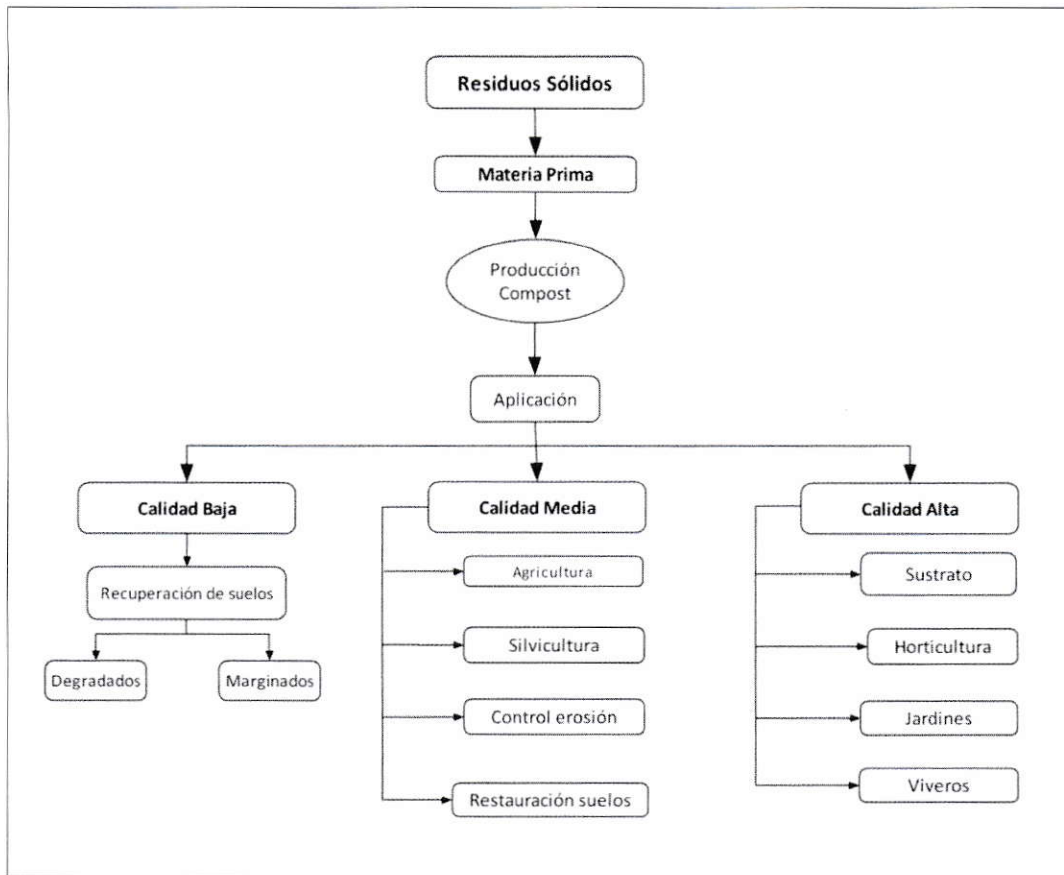 Residuos Sólidos
Materia Prima
Producción
Compost
Aplicación
Calidad Baja
Recuperación de suelos
Degradados
Marginados
Calidad Media
Agricultura
Silvicultura
Control erosión
Restauración suelos
Calidad Alta
Sustrato
Horticultura
Jardines
Viveros